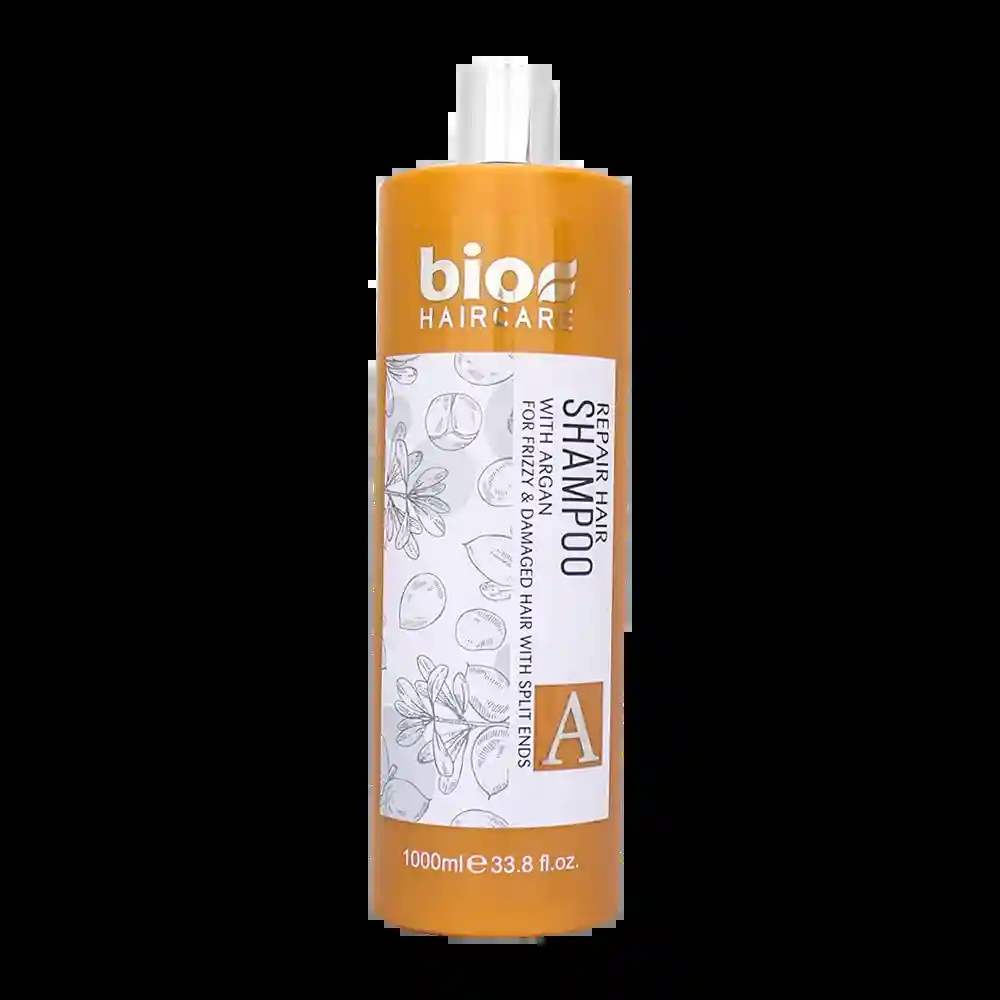 bio
HAIRCARE
REPAIR HAIR
SHAMPOO
WITH ARGAN
FOR FRIZZY & DAMAGED HAIR WITH SPLIT ENDS
A
1000ml e 33.8 fl.oz.